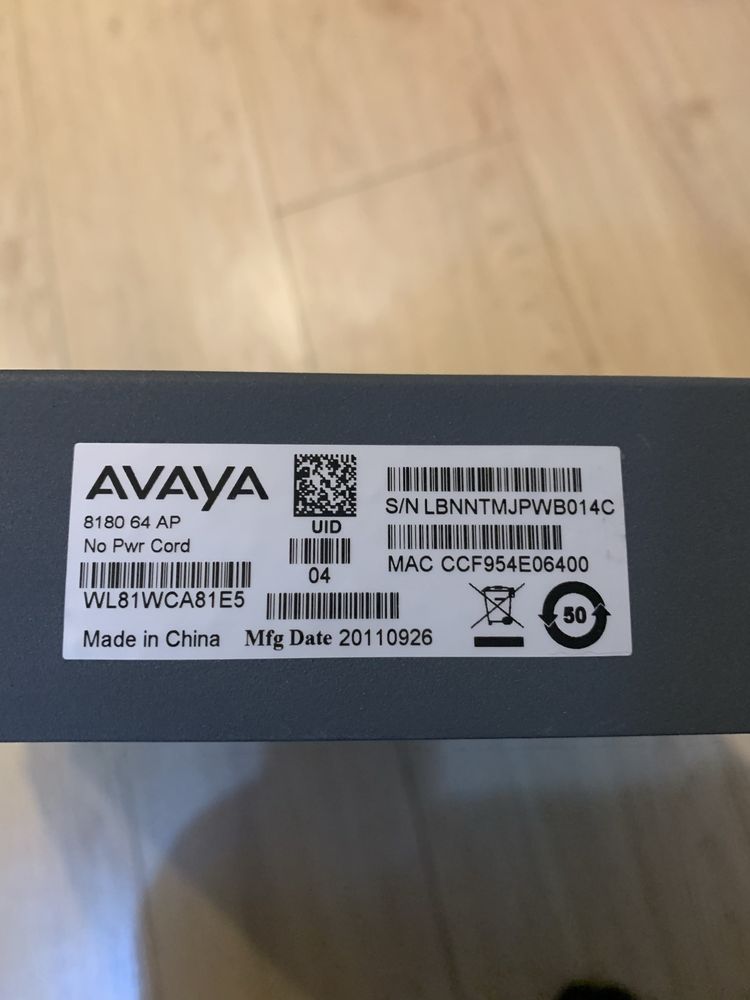 AVAYA
8180 64 AP
No Pwr Cord
WL81WCA81E5
Made in China
UID
04
Mfg Date 20110926
S/N LBNNTMJPWB014C
MAC CCF954E06400
50